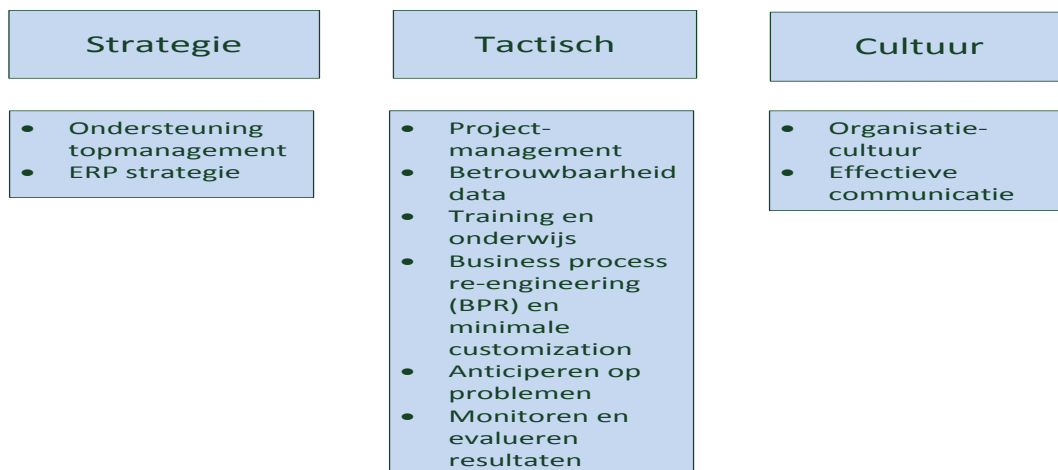 Strategie
Ondersteuning
topmanagement
ERP strategie
Tactisch
Project-
management
Betrouwbaarheid
data
Training en
onderwijs
Business process
re-engineering
(BPR) en
minimale
customization
Anticiperen op
problemen
Monitoren en
evalueren
resultaten
Cultuur
Organisatie-
cultuur
Effectieve
communicatie